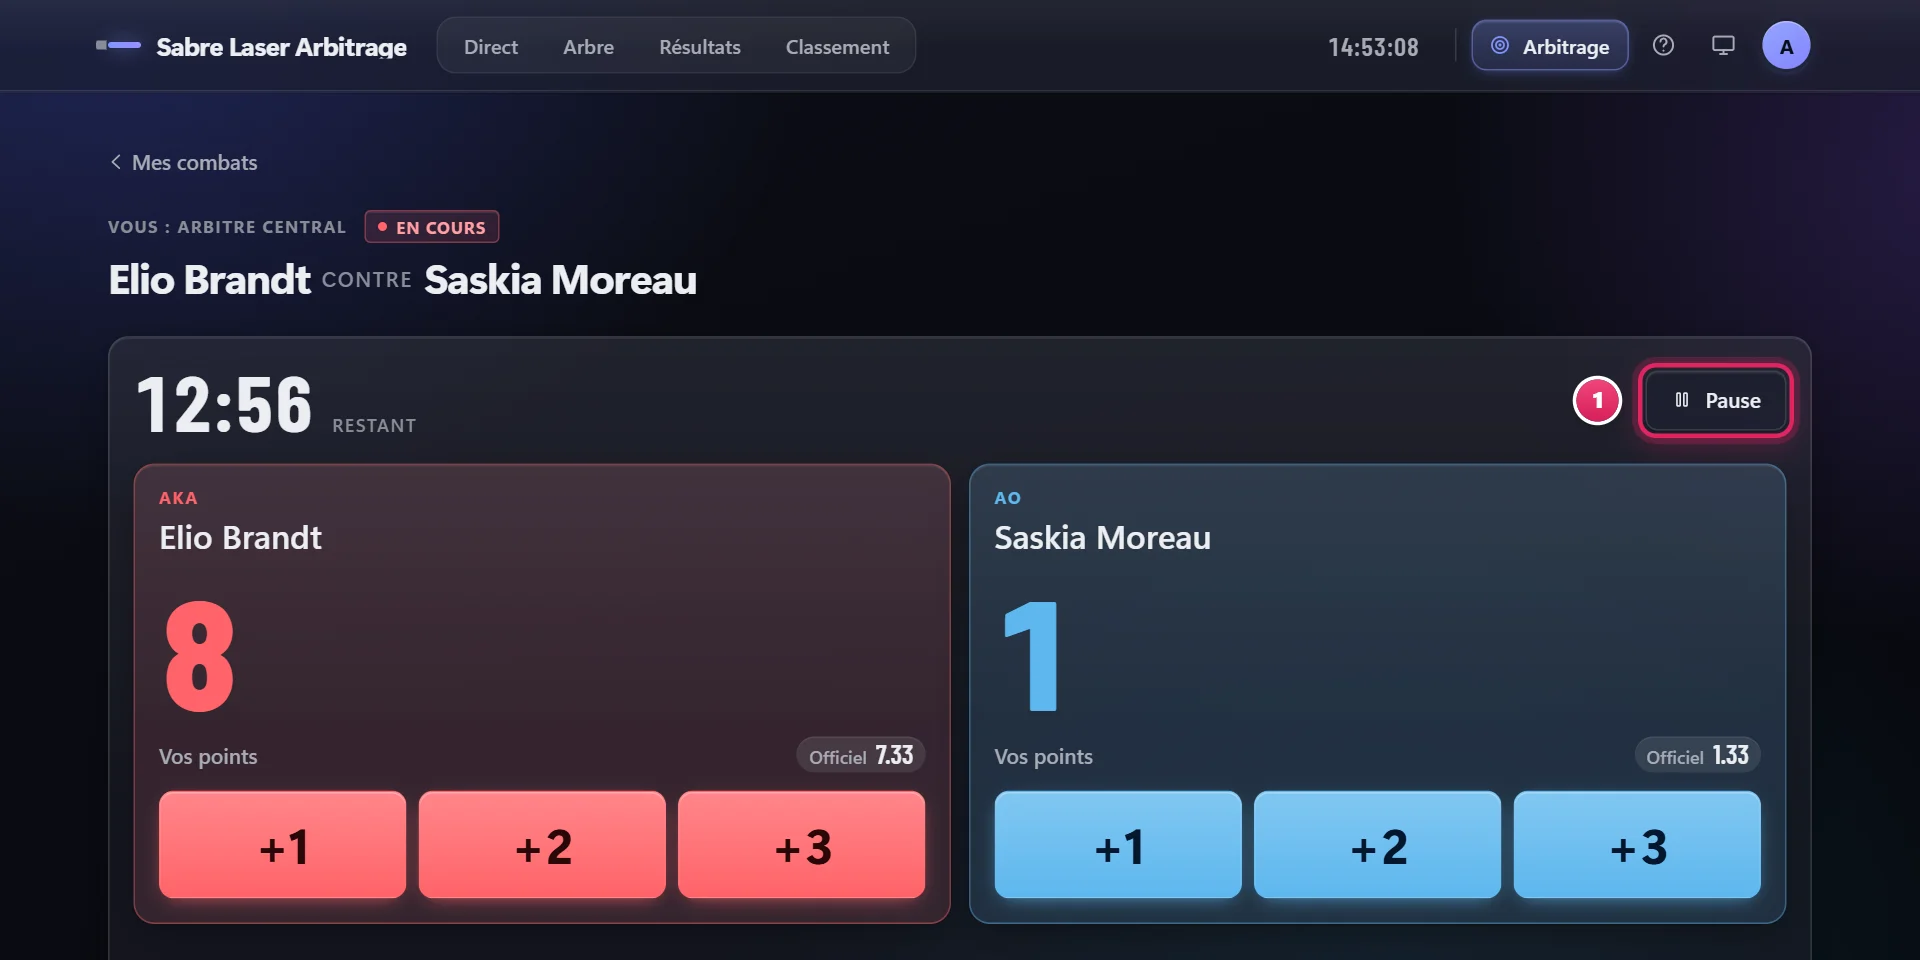 Sabre Laser Arbitrage
Direct
Arbre
Résultats
Classement
14:53:08
Arbitrage
A
Mes combats
VOUS : ARBITRE CENTRAL
EN COURS
Elio Brandt CONTRE Saskia Moreau
12:56 RESTANT
1
Pause
AKA
Elio Brandt
8
Vos points
Officiel 7.33
+1
+2
+3
AO
Saskia Moreau
1
Vos points
Officiel 1.33
+1
+2
+3